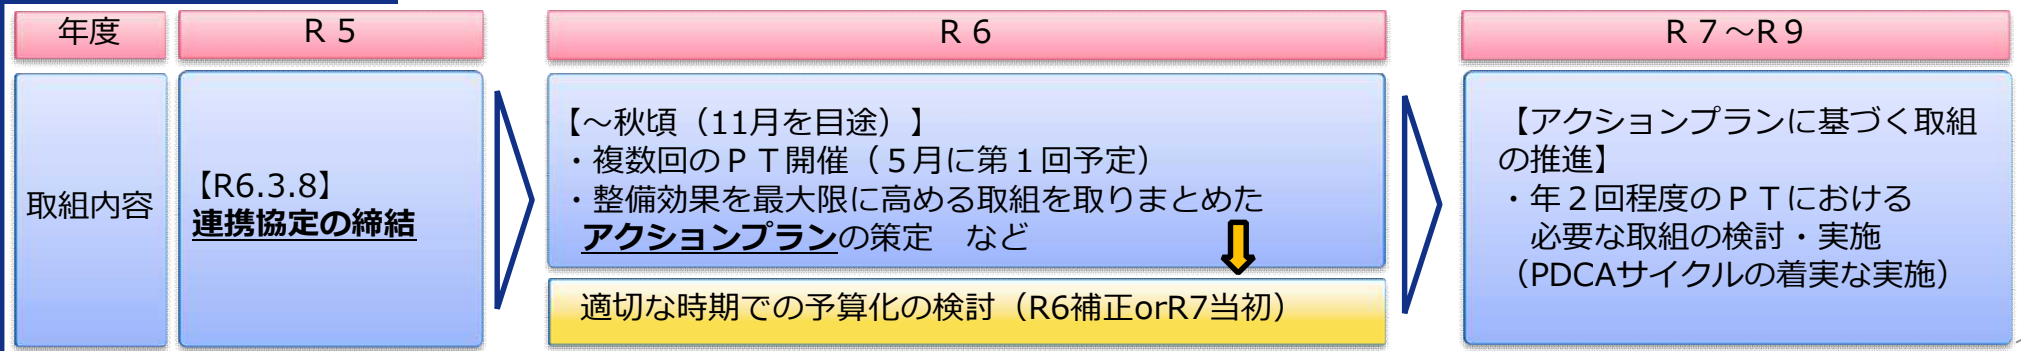 年度
R５
R６
R７～R９
取組内容
【R6.3.8】
連携協定の締結
【～秋頃（11月を目途）】
・複数回のＰＴ開催（５月に第１回予定）
・整備効果を最大限に高める取組を取りまとめた
アクションプランの策定　など
適切な時期での予算化の検討（R6補正orR7当初）
【アクションプランに基づく取組
の推進】
・年２回程度のＰＴにおける
必要な取組の検討・実施
（PDCAサイクルの着実な実施）